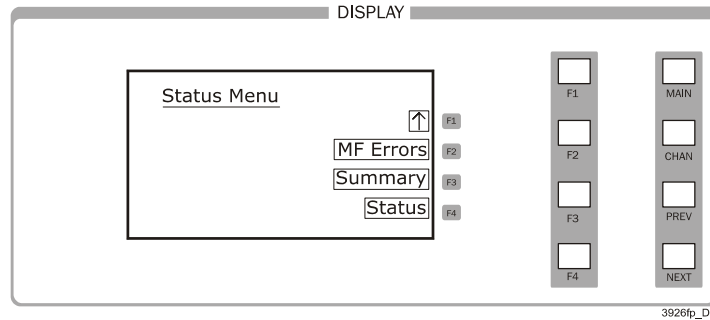 DISPLAY
Status Menu
↑ F1
MF Errors F2
Summary F3
Status F4
F1 MAIN
F2 CHAN
F3 PREV
F4 NEXT
3926fp_D